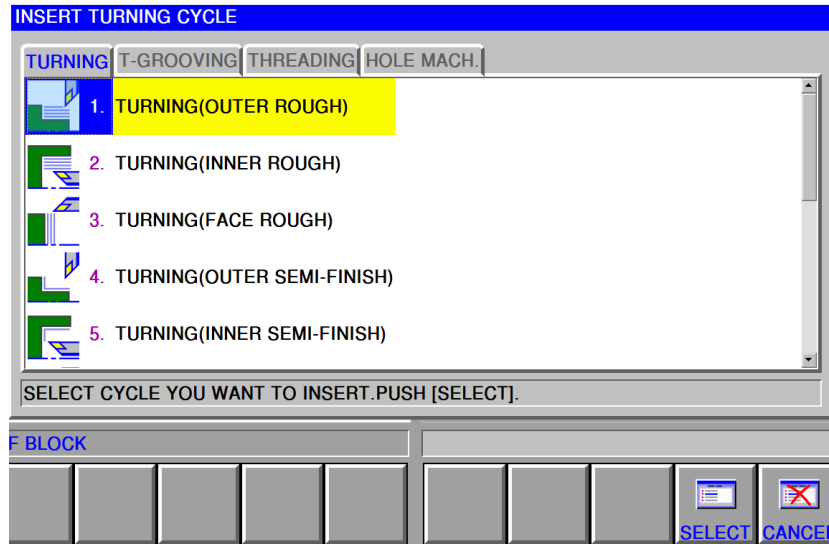 INSERT TURNING CYCLE
TURNING T-GROOVING THREADING HOLE MACH.
1. TURNING(OUTER ROUGH)
2. TURNING(INNER ROUGH)
3. TURNING(FACE ROUGH)
4. TURNING(OUTER SEMI-FINISH)
5. TURNING(INNER SEMI-FINISH)
SELECT CYCLE YOU WANT TO INSERT.PUSH [SELECT].
F BLOCK
SELECT CANCEL